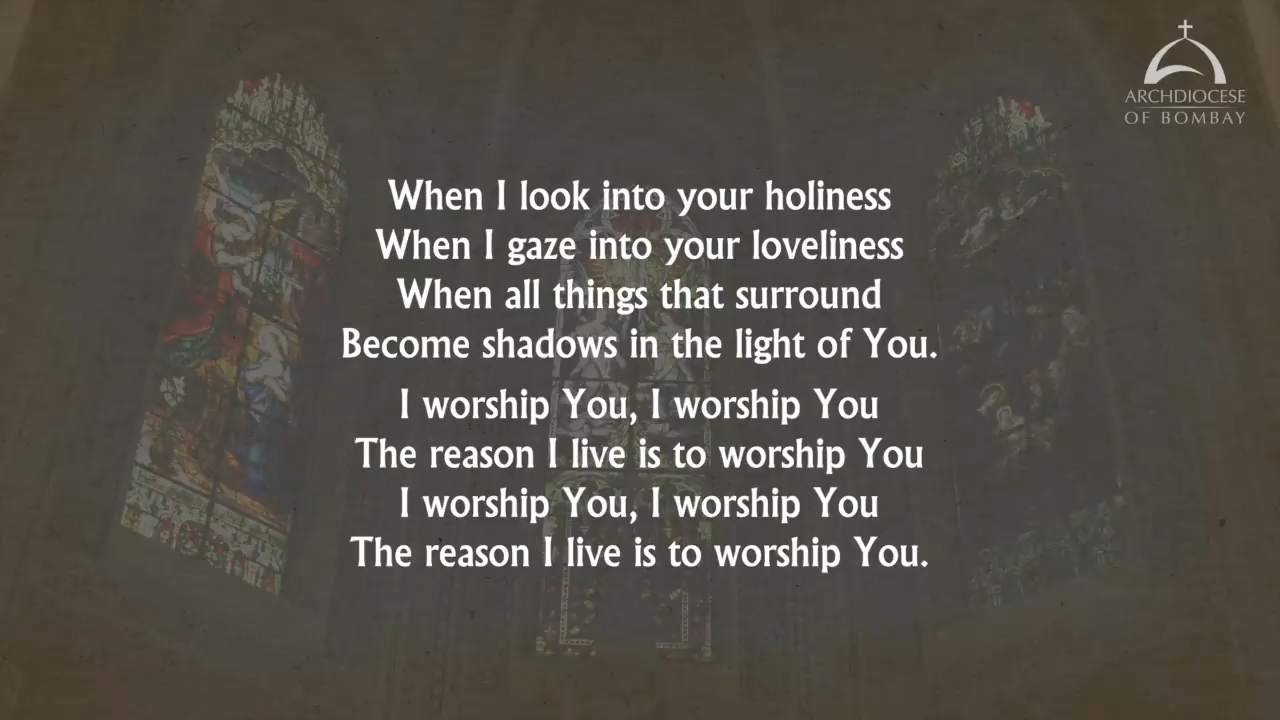 ARCHDIOCESE
OF BOMBAY
When I look into your holiness
When I gaze into your loveliness
When all things that surround
Become shadows in the light of You.
I worship You, I worship You
The reason I live is to worship You
I worship You, I worship You
The reason I live is to worship You.